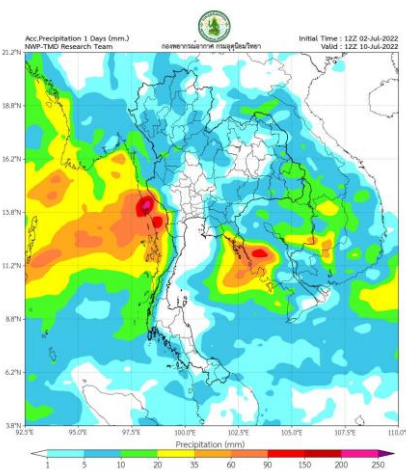 Acc.Precipitation 1 Days (mm.)
NWP-TMD Research Team
กองพยากรณ์อากาศ กรมอุตุนิยมวิทยา
Initial Time : 12Z 02-Jul-2022
Valid : 12Z 10-Jul-2022
21.2°N
18.8°N
16.2°N
13.8°N
11.2°N
8.8°N
6.2°N
3.8°N
92.5°E 95.0°E 97.5°E 100.0°E 102.5°E 105.0°E 107.5°E 110.0°E
Precipitation (mm)
1 5 10 20 35 60 90 150 200 250